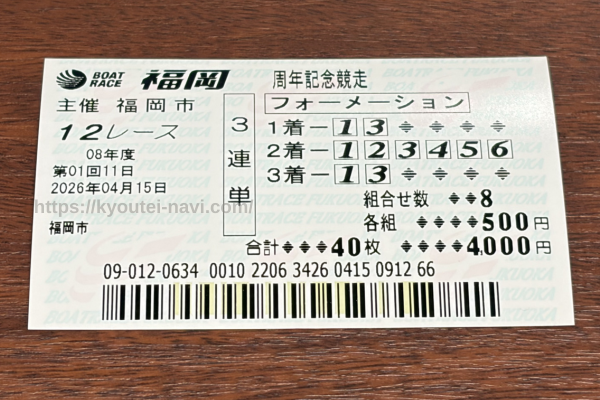 BOAT RACE 福岡 周年記念競走
主催 福岡市
12レース
08年度
第01回11日
2026年04月15日
https://kyoutei-navi.com/
福岡市
3連単
フォーメーション
1着－1 3
2着－1 2 3 4 5 6
3着－1 3
組合せ数 8
各組 500円
合計 40枚 4,000円
09-012-0634 0010 2206 3426 0415 0912 66